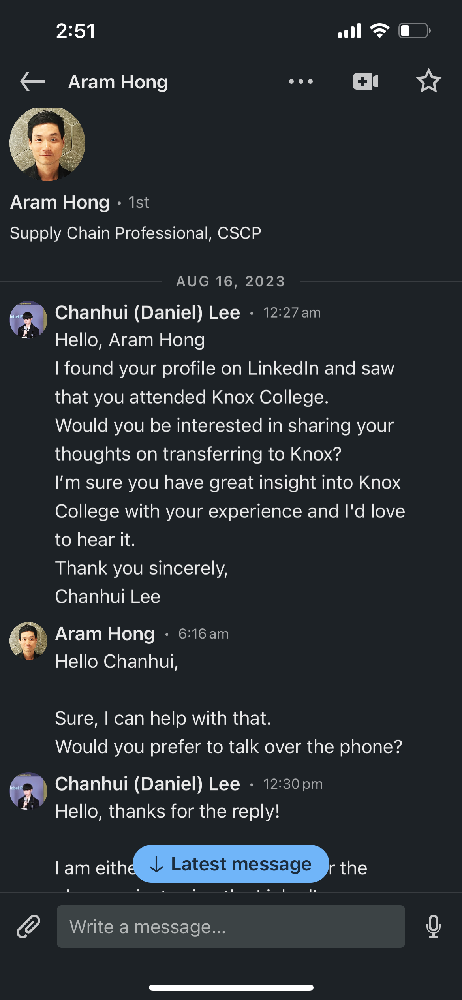 2:51
Aram Hong
Aram Hong · 1st
Supply Chain Professional, CSCP
AUG 16, 2023
Chanhui (Daniel) Lee · 12:27 am
Hello, Aram Hong
I found your profile on LinkedIn and saw
that you attended Knox College.
Would you be interested in sharing your
thoughts on transferring to Knox?
I’m sure you have great insight into Knox
College with your experience and I'd love
to hear it.
Thank you sincerely,
Chanhui Lee
Aram Hong · 6:16 am
Hello Chanhui,
Sure, I can help with that.
Would you prefer to talk over the phone?
Chanhui (Daniel) Lee · 12:30 pm
Hello, thanks for the reply!
I am the
Latest message
Write a message...